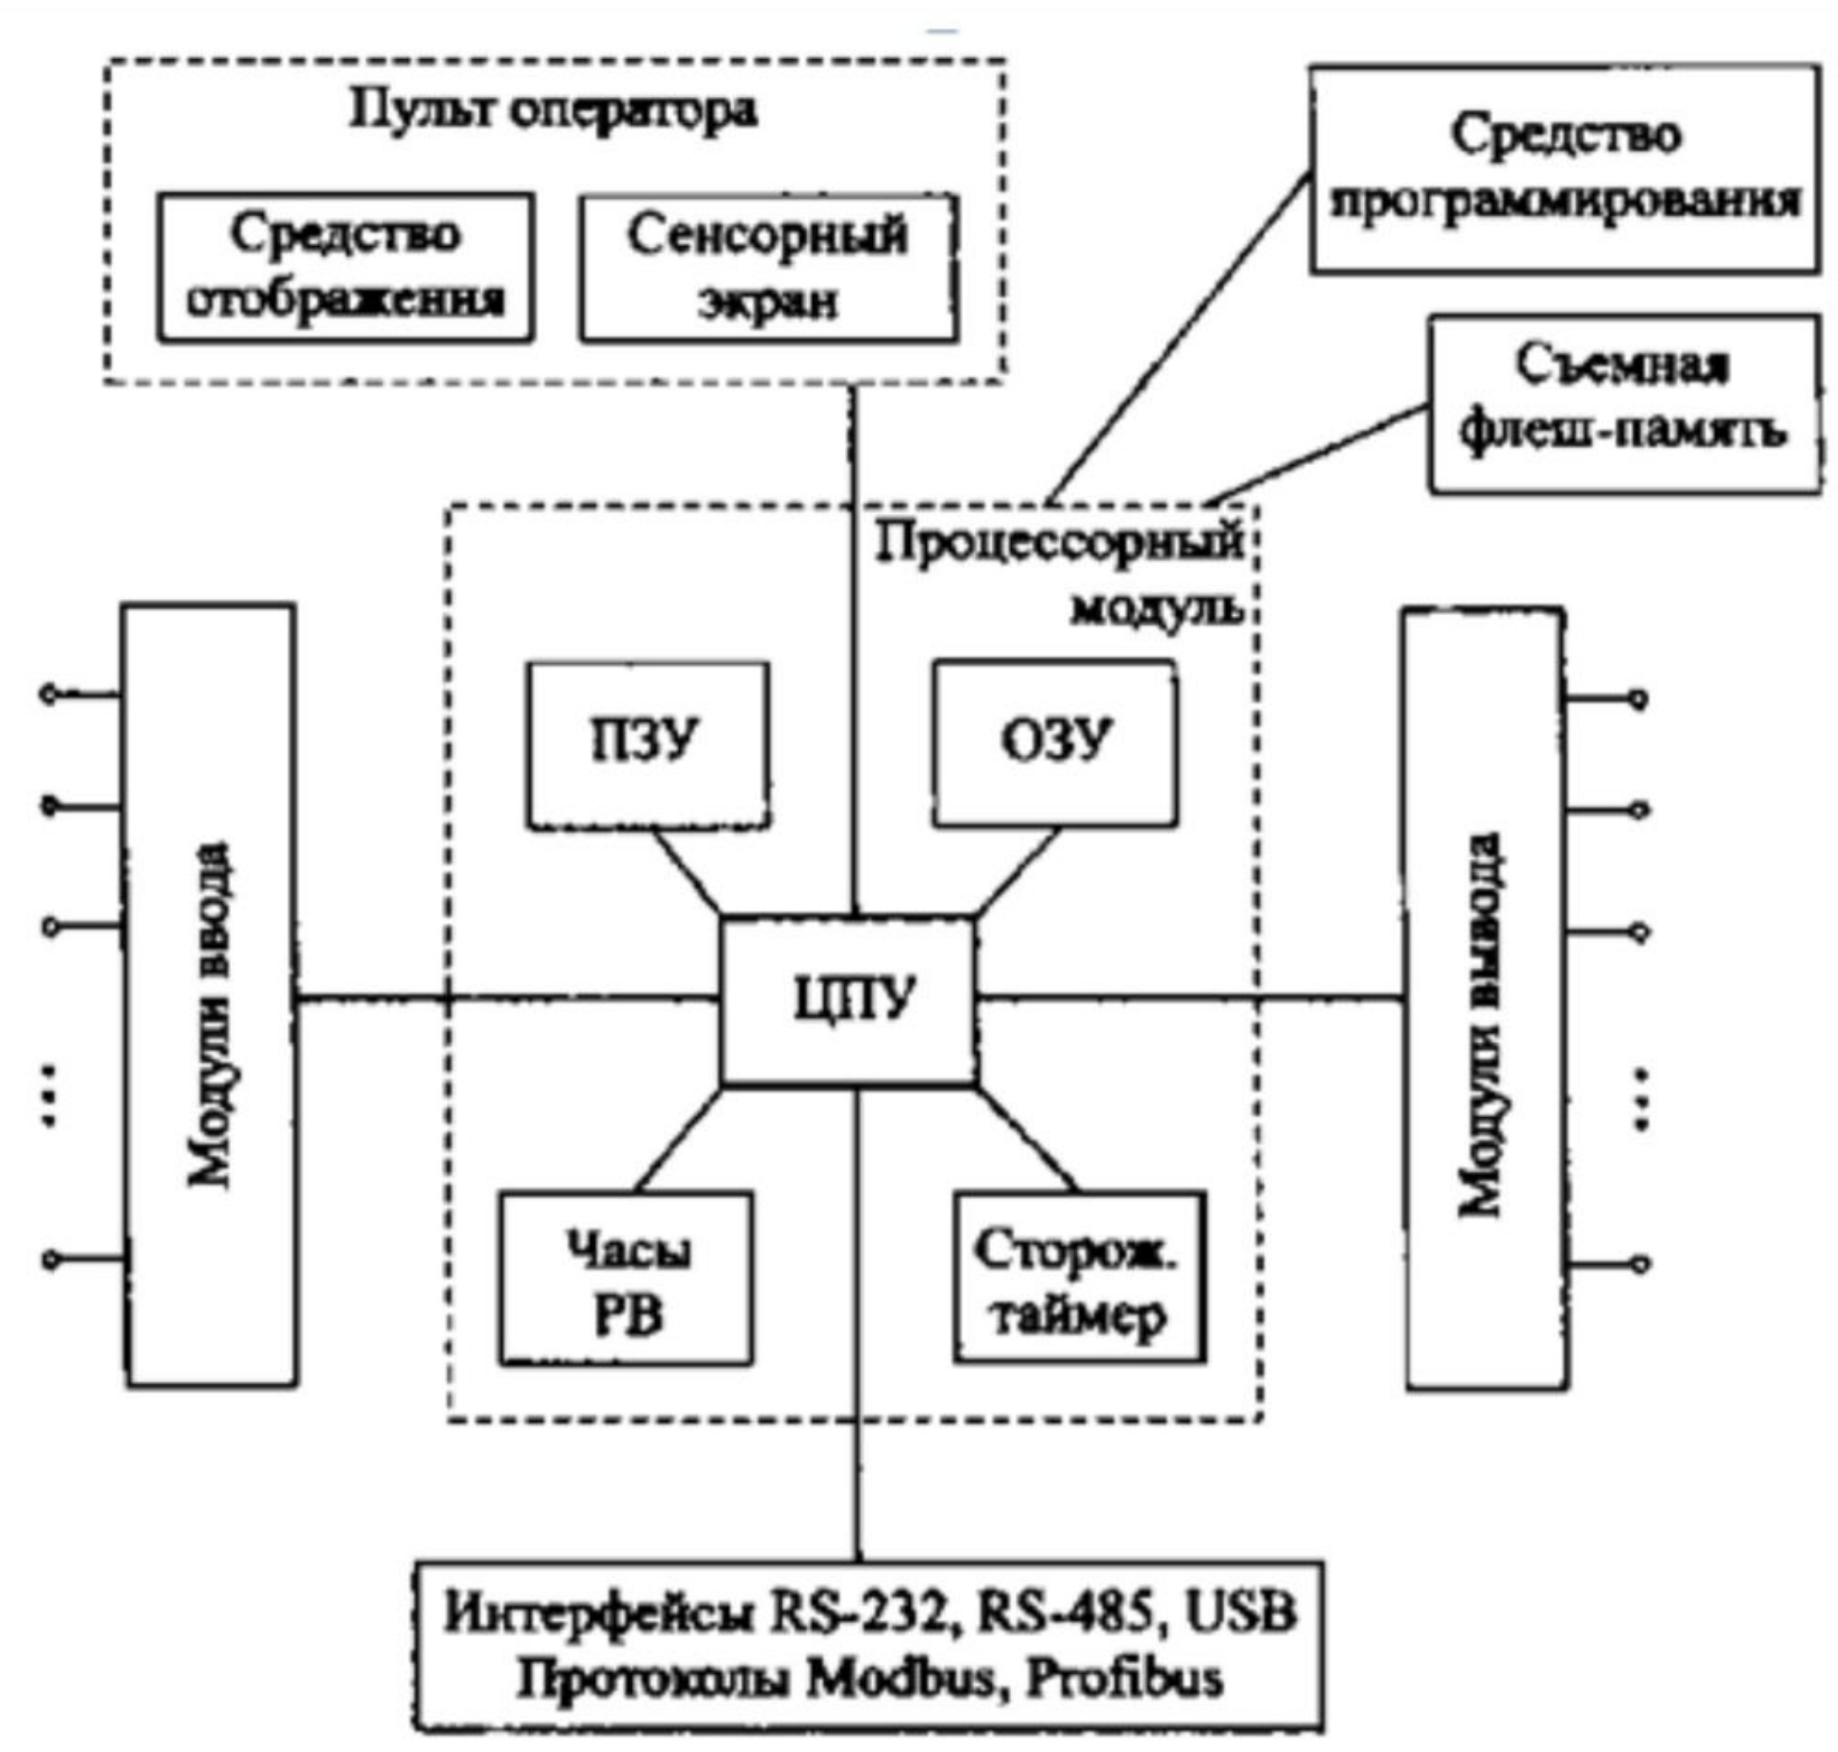 Пульт оператора
Средство
отображения
Сенсорный
экран
Средство
программирования
Съемная
флеш-память
Процессорный
модуль
ПЗУ
ОЗУ
Модули ввода
ЦПУ
Модули вывода
Часы
РВ
Сторож.
таймер
Интерфейсы RS-232, RS-485, USB
Протоколы Modbus, Profibus